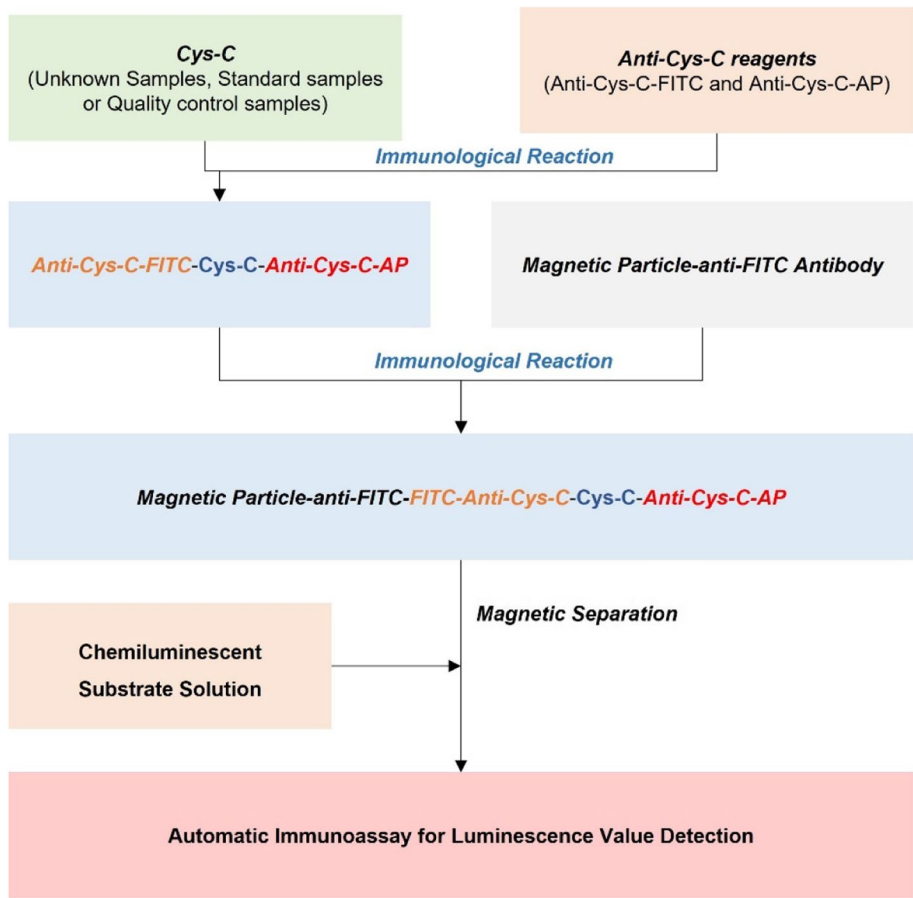 Cys-C
(Unknown Samples, Standard samples
or Quality control samples)
Anti-Cys-C reagents
(Anti-Cys-C-FITC and Anti-Cys-C-AP)
Immunological Reaction
Anti-Cys-C-FITC-Cys-C-Anti-Cys-C-AP
Magnetic Particle-anti-FITC Antibody
Immunological Reaction
Magnetic Particle-anti-FITC-FITC-Anti-Cys-C-Cys-C-Anti-Cys-C-AP
Magnetic Separation
Chemiluminescent
Substrate Solution
Automatic Immunoassay for Luminescence Value Detection